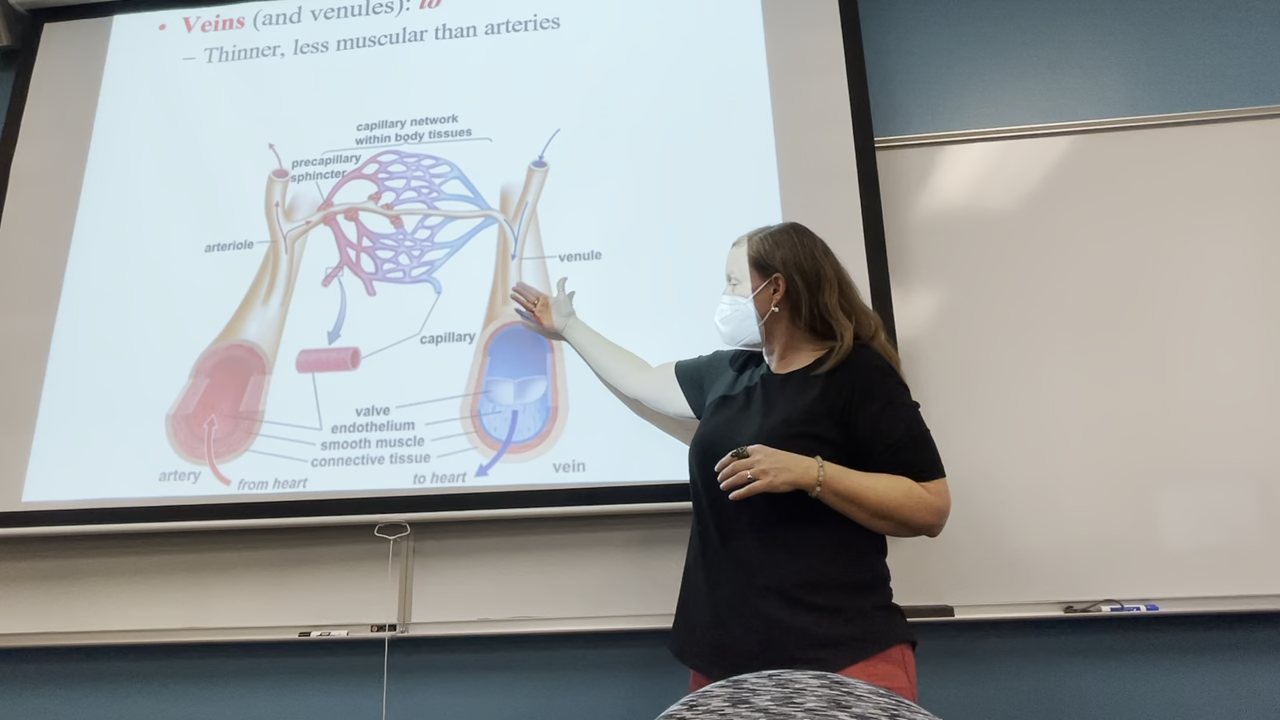 • Veins (and venules): to
– Thinner, less muscular than arteries
capillary network
within body tissues
precapillary
sphincter
arteriole
venule
capillary
valve
endothelium
smooth muscle
connective tissue
artery
from heart
to heart
vein